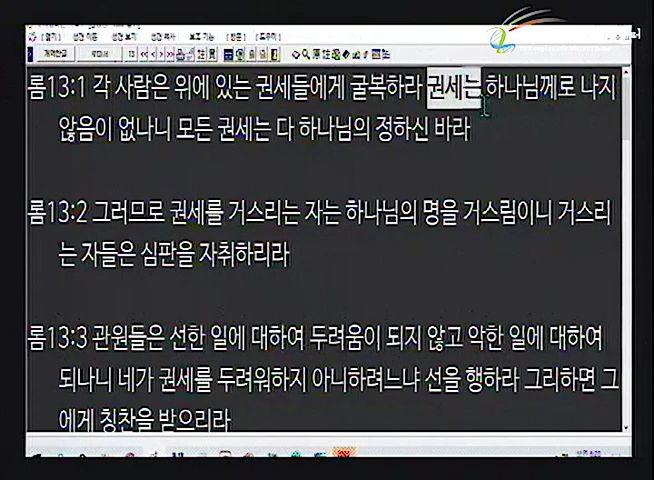 개역한글 로마서 13
롬13:1 각 사람은 위에 있는 권세들에게 굴복하라 권세는 하나님께로 나지
않음이 없나니 모든 권세는 다 하나님의 정하신 바라
롬13:2 그러므로 권세를 거스리는 자는 하나님의 명을 거스림이니 거스리
는 자들은 심판을 자취하리라
롬13:3 관원들은 선한 일에 대하여 두려움이 되지 않고 악한 일에 대하여
되나니 네가 권세를 두려워하지 아니하려느냐 선을 행하라 그리하면 그
에게 칭찬을 받으리라